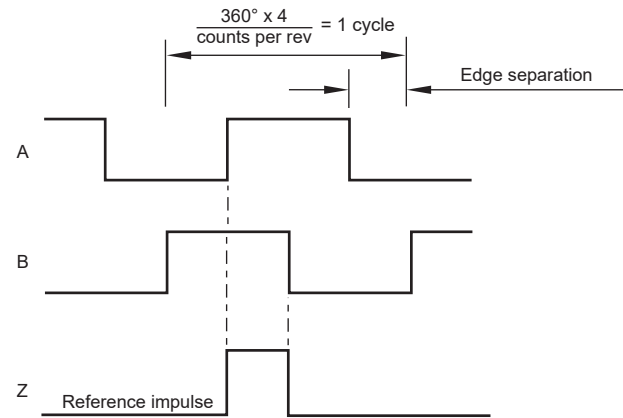 360° x 4
counts per rev
= 1 cycle
Edge separation
A
B
Z
Reference impulse